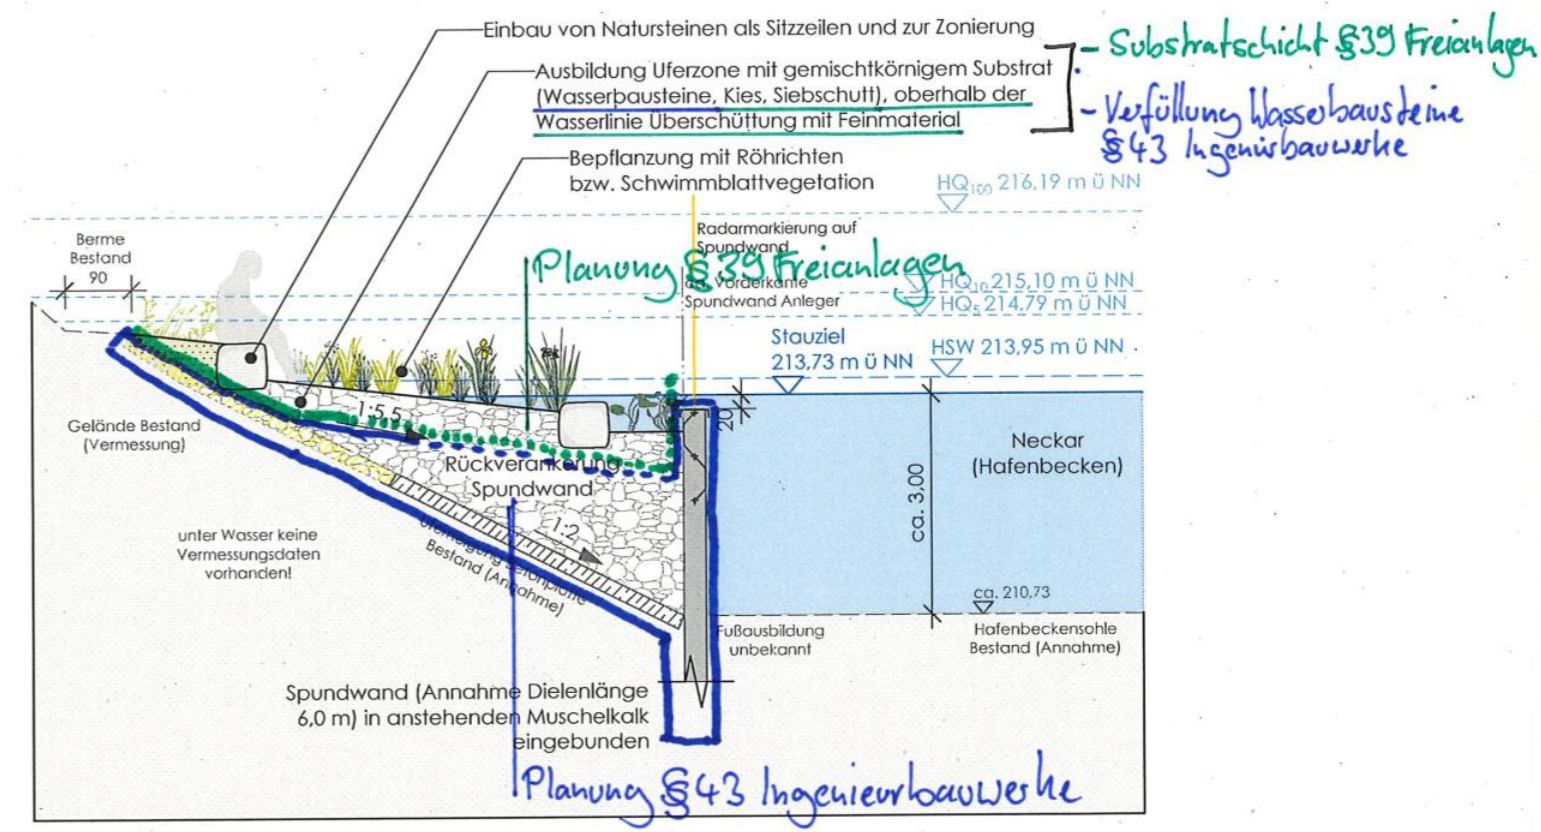 Einbau von Natursteinen als Sitzzeilen und zur Zonierung
Ausbildung Uferzone mit gemischtkörnigem Substrat
(Wasserbausteine, Kies, Siebschutt), oberhalb der
Wasserlinie Überschüttung mit Feinmaterial
- Substratschicht §39 Freianlagen
- Verfüllung Wasserbausteine
§43 Ingenürbauwerke
Bepflanzung mit Röhrichten
bzw. Schwimmblattvegetation
HQ100 216,19 m ü NN
Radarmarkierung auf
Spundwand
Berme
Bestand
90
Planung §39 Freianlagen
Vorderkante
Spundwand Anleger
HQ10 215,10 m ü NN
HQ5 214,79 m ü NN
Stauziel
213,73 m ü NN
HSW 213,95 m ü NN
20
1:5,5
Gelände Bestand
(Vermessung)
Rückverankerung
Spundwand
Neckar
(Hafenbecken)
ca. 3,00
1:2
unter Wasser keine
Vermessungsdaten
vorhanden!
Betonplatte
Bestand (Annahme)
ca. 210,73
Fußausbildung
unbekannt
Hafenbeckensohle
Bestand (Annahme)
Spundwand (Annahme Dielenlänge
6,0 m) in anstehenden Muschelkalk
eingebunden
Planung §43 Ingenieurbauwerke